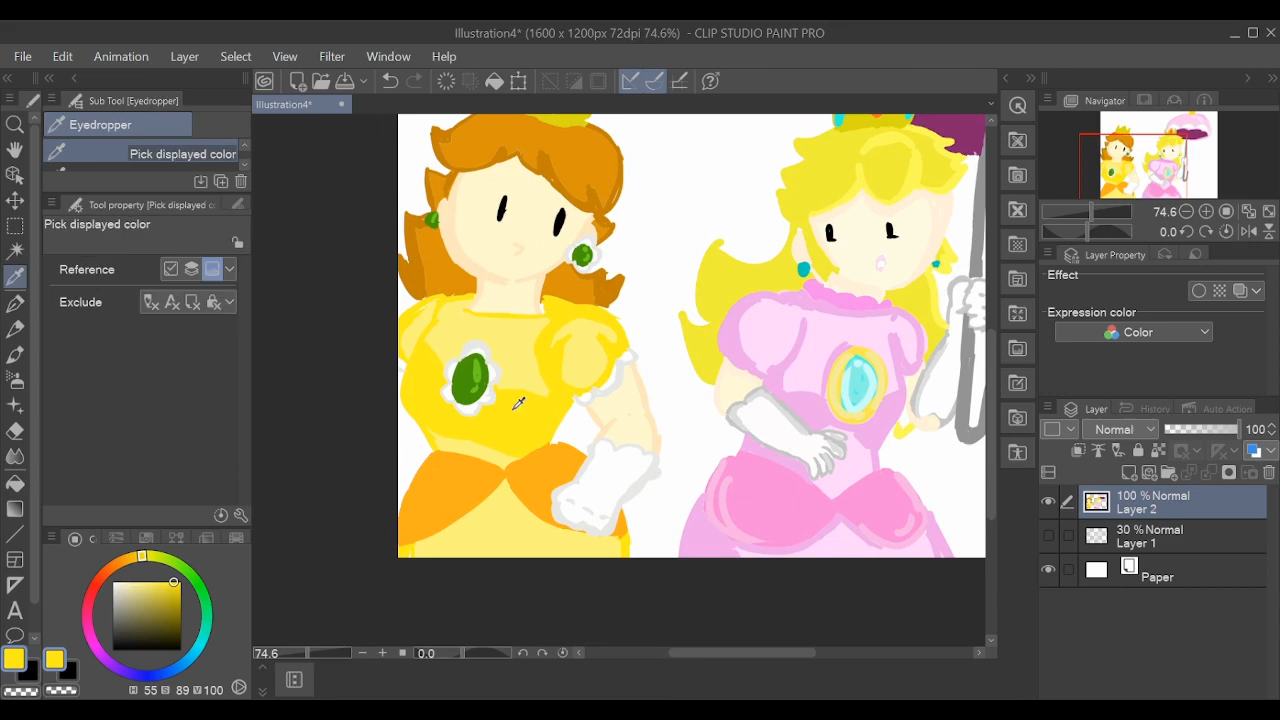 Illustration4* (1600 x 1200px 72dpi 74.6%) - CLIP STUDIO PAINT PRO
File Edit Animation Layer Select View Filter Window Help
Sub Tool [Eyedropper]
Illustration4*
Navigator
Eyedropper
Pick displayed color
Tool property [Pick displayed co
Pick displayed color
74.6
0.0
Reference
Layer Property
Exclude
Effect
Expression color
Color
Layer History Auto Action
Normal 100
100 % Normal
Layer 2
30 % Normal
Layer 1
Paper
74.6 0.0
H 55 S 89 V 100